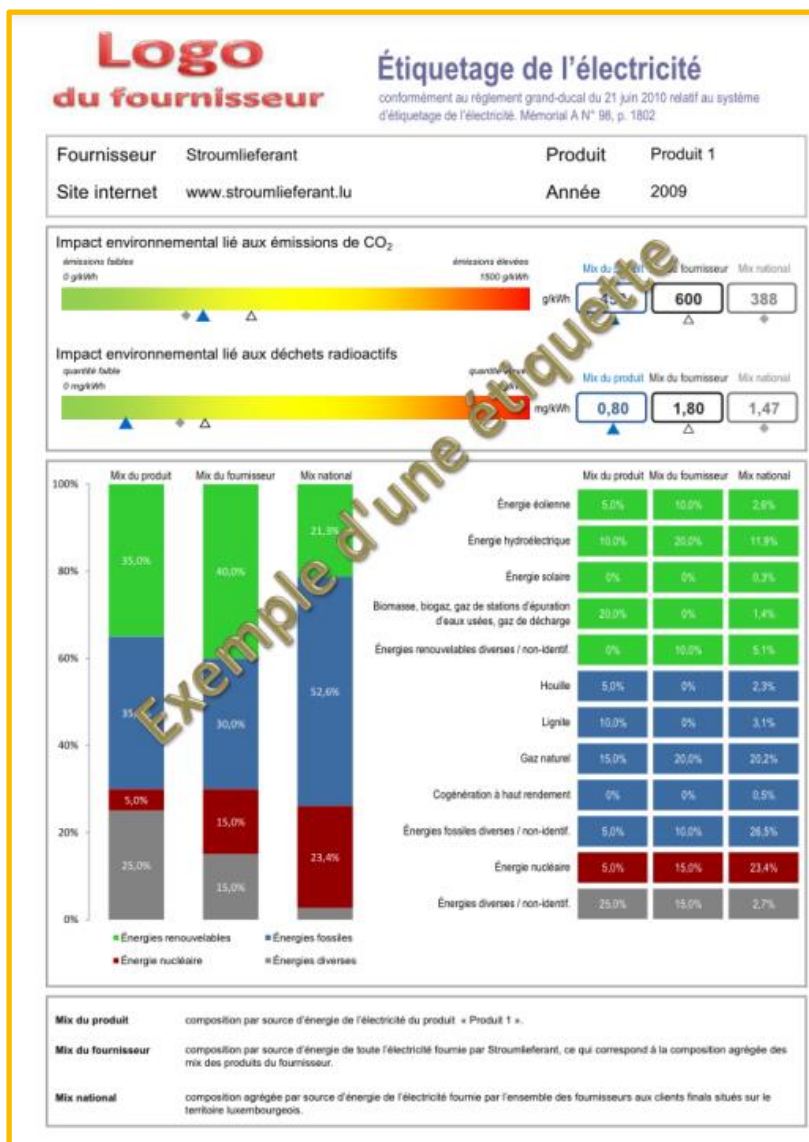 Logo
du fournisseur
Étiquetage de l'électricité
conformément au règlement grand-ducal du 21 juin 2010 relatif au système
d'étiquetage de l'électricité. Mémorial A N° 98, p. 1802
Fournisseur Stroumlieferant Produit Produit 1
Site internet www.stroumlieferant.lu Année 2009
Impact environnemental lié aux émissions de CO₂
émissions faibles émissions élevées
0 g/kWh 1500 g/kWh
Mix du fournisseur Mix national
g/kWh 600 388
Impact environnemental lié aux déchets radioactifs
quantité faible
0 mg/kWh
Mix du produit Mix du fournisseur Mix national
mg/kWh 0,80 1,80 1,47
Exemple d'une étiquette
Mix du produit Mix du fournisseur Mix national
100%
80%
60%
40%
20%
0%
35,0% 40,0% 21,3%
30,0% 52,6%
5,0% 15,0% 23,4%
25,0% 15,0%
Énergies renouvelables Énergies fossiles
Énergie nucléaire Énergies diverses
Mix du produit Mix du fournisseur Mix national
Énergie éolienne 5,0% 10,0% 2,6%
Énergie hydroélectrique 10,0% 20,0% 11,9%
Énergie solaire 0% 0% 0,3%
Biomasse, biogaz, gaz de stations d'épuration
d'eaux usées, gaz de décharge 20,0% 0% 1,4%
Énergies renouvelables diverses / non-identif. 0% 10,0% 5,1%
Houille 5,0% 0% 2,3%
Lignite 10,0% 0% 3,1%
Gaz naturel 15,0% 20,0% 20,2%
Cogénération à haut rendement 0% 0% 0,5%
Énergies fossiles diverses / non-identif. 5,0% 10,0% 26,5%
Énergie nucléaire 5,0% 15,0% 23,4%
Énergies diverses / non-identif. 25,0% 15,0% 2,7%
Mix du produit composition par source d'énergie de l'électricité du produit « Produit 1 ».
Mix du fournisseur composition par source d'énergie de toute l'électricité fournie par Stroumlieferant, ce qui correspond à la composition agrégée des
mix des produits du fournisseur.
Mix national composition agrégée par source d'énergie de l'électricité fournie par l'ensemble des fournisseurs aux clients finals situés sur le
territoire luxembourgeois.